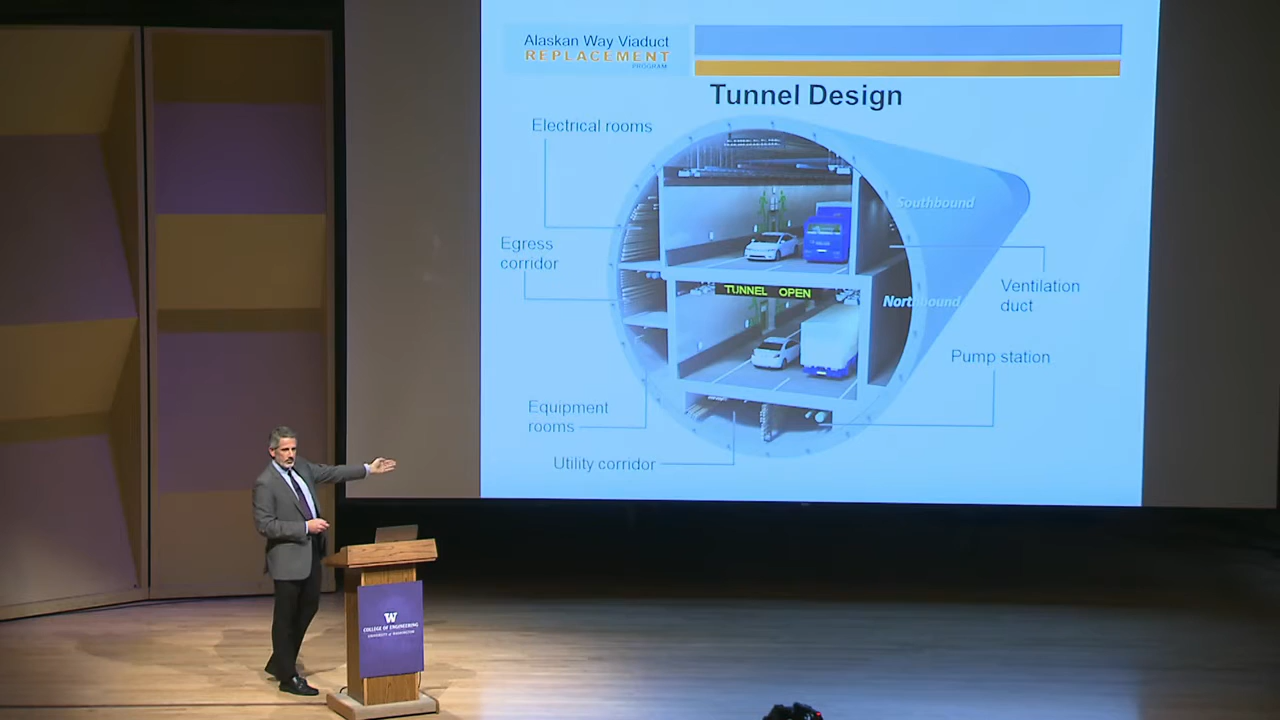 Alaskan Way Viaduct
REPLACEMENT
PROGRAM
Tunnel Design
Electrical rooms
Southbound
Egress
corridor
Ventilation
duct
TUNNEL OPEN
Northbound
Pump station
Equipment
rooms
Utility corridor
W
COLLEGE OF ENGINEERING
UNIVERSITY of WASHINGTON